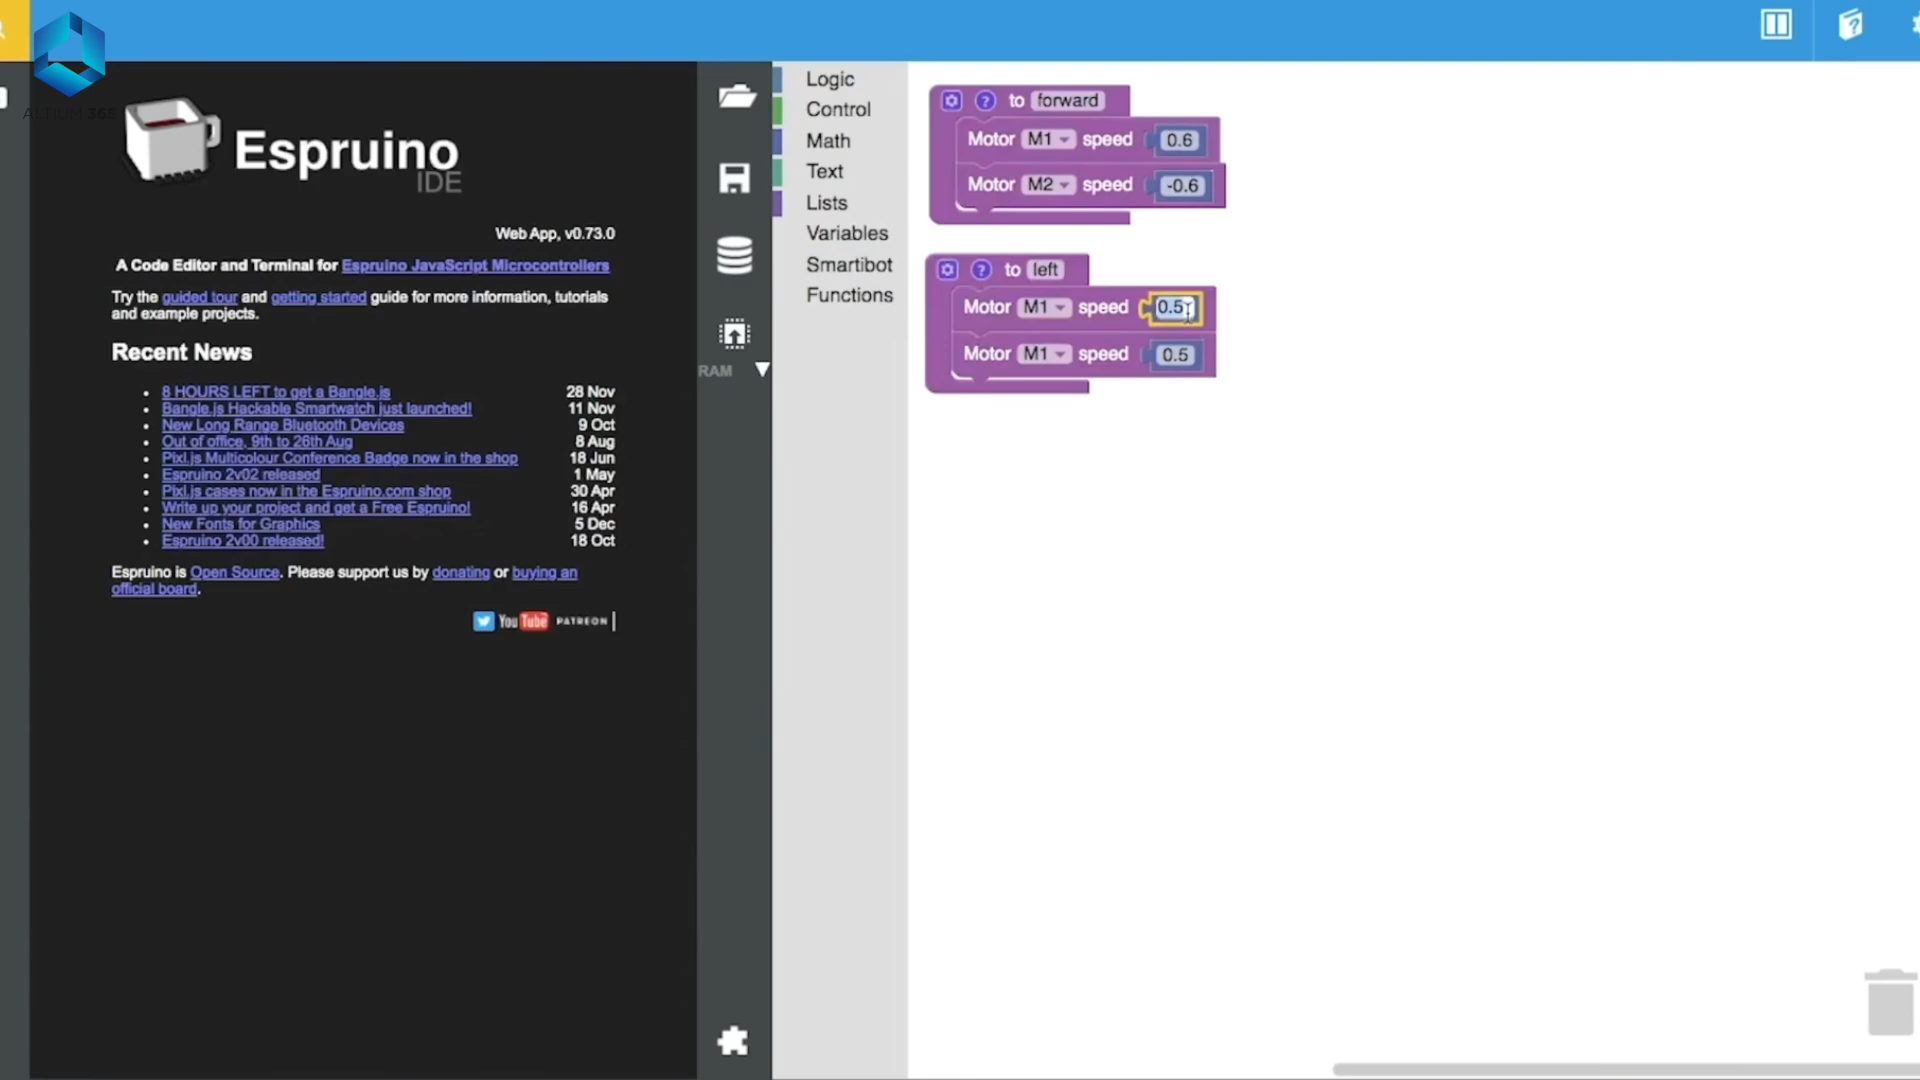 ALTIUM 365
Espruino
IDE
Web App, v0.73.0
A Code Editor and Terminal for Espruino JavaScript Microcontrollers
Try the guided tour and getting started guide for more information, tutorials
and example projects.
Recent News
8 HOURS LEFT to get a Bangle.js 28 Nov
Bangle.js Hackable Smartwatch just launched! 11 Nov
New Long Range Bluetooth Devices 9 Oct
Out of office, 9th to 26th Aug 8 Aug
Pixl.js Multicolour Conference Badge now in the shop 18 Jun
Espruino 2v02 released 1 May
Pixl.js cases now in the Espruino.com shop 30 Apr
Write up your project and get a Free Espruino! 16 Apr
New Fonts for Graphics 5 Dec
Espruino 2v00 released! 18 Oct
Espruino is Open Source. Please support us by donating or buying an
official board.
YouTube PATREON
RAM
Logic
Control
Math
Text
Lists
Variables
Smartibot
Functions
? to forward
Motor M1 speed 0.6
Motor M2 speed -0.6
? to left
Motor M1 speed 0.5
Motor M1 speed 0.5
?